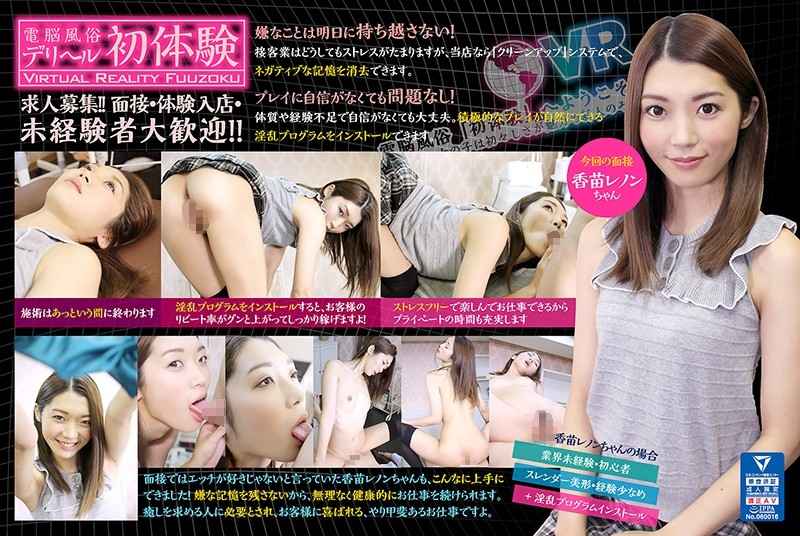 電脳風俗
デリヘール
初体験
VIRTUAL REALITY FUUZOKU
求人募集!! 面接・体験入店・
未経験者大歓迎!!
嫌なことは明日に持ち越さない!
接客業はどうしてもストレスがたまりますが、当店なら「クリーンアップ」システムで、
ネガティブな記憶を消去できます。
プレイに自信がなくても問題なし!
体質や経験不足で自信がなくても大丈夫。積極的なプレイが自然にできる
淫乱プログラムをインストールできます。
VR
ようこそ
今回の面接
香苗レノン
ちゃん
施術はあっという間に終わります
淫乱プログラムをインストールすると、お客様の
リピート率がグンと上がってしっかり稼げますよ!
ストレスフリーで楽しんでお仕事できるから
プライベートの時間も充実します
面接ではエッチが好きじゃないと言っていた香苗レノンちゃんも、こんなに上手に
できました!嫌な記憶を残さないから、無理なく健康的にお仕事を続けられます。
癒しを求める人に必要とされ、お客様に喜ばれる、やり甲斐あるお仕事ですよ。
香苗レノンちゃんの場合
業界未経験・初心者
スレンダー美形・経験少なめ
+淫乱プログラムインストール
審査済証
成人指定
適正AV
IPPA
No.060016